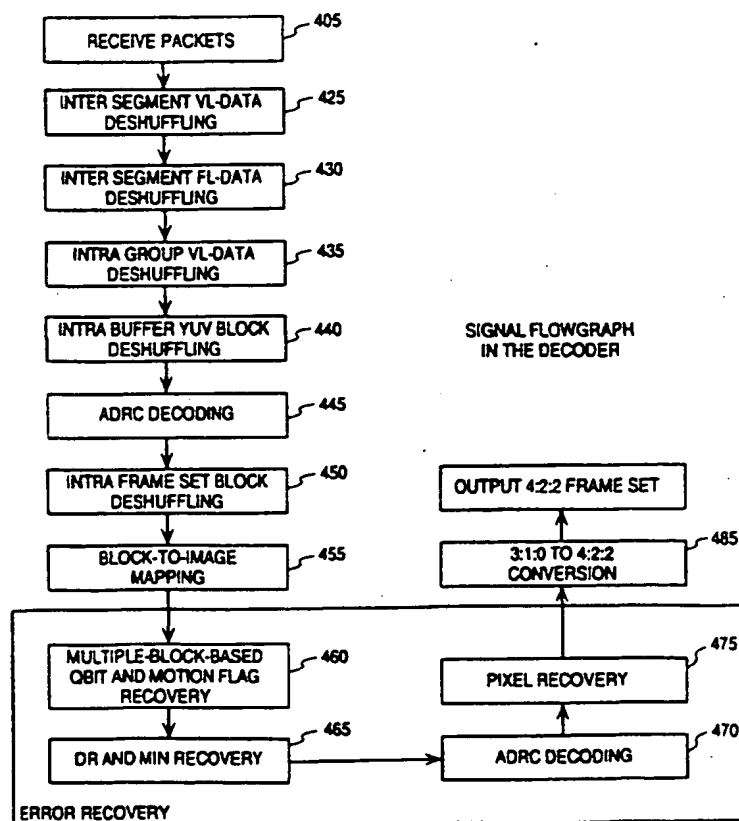 RECEIVE PACKETS
405
INTER SEGMENT VL-DATA
DESHUFFLING
425
INTER SEGMENT FL-DATA
DESHUFFLING
430
INTRA GROUP VL-DATA
DESHUFFLING
435
INTRA BUFFER YUV BLOCK
DESHUFFLING
440
SIGNAL FLOWGRAPH
IN THE DECODER
ADRC DECODING
445
INTRA FRAME SET BLOCK
DESHUFFLING
450
OUTPUT 4:2:2 FRAME SET
BLOCK-TO-IMAGE
MAPPING
455
3:1:0 TO 4:2:2
CONVERSION
485
MULTIPLE-BLOCK-BASED
QBIT AND MOTION FLAG
RECOVERY
460
PIXEL RECOVERY
475
DR AND MIN RECOVERY
465
ADRC DECODING
470
ERROR RECOVERY